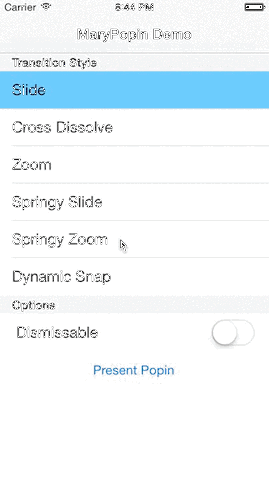 Carrier 8:44 PM
MaryPopin Demo
Transition Style
Slide
Cross Dissolve
Zoom
Springy Slide
Springy Zoom
Dynamic Snap
Options
Dismissable
Present Popin